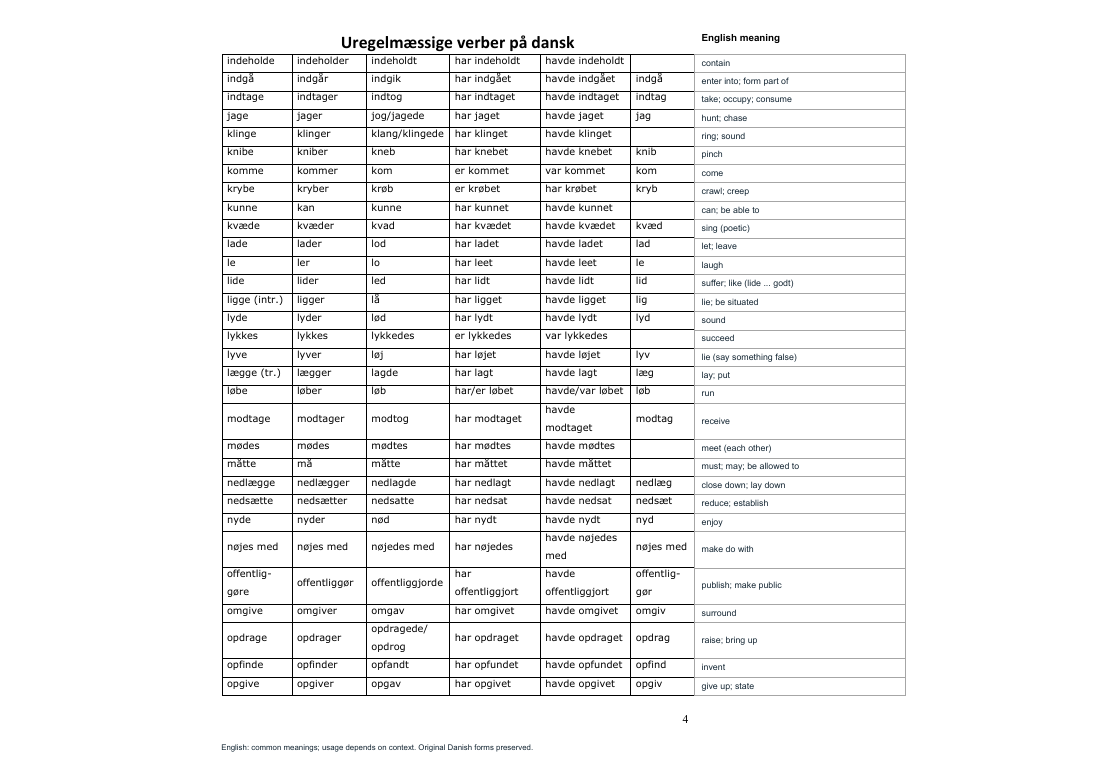 Uregelmæssige verber på dansk English meaning
indeholde indeholder indeholdt har indeholdt havde indeholdt contain
indgå indgår indgik har indgået havde indgået indgå enter into; form part of
indtage indtager indtog har indtaget havde indtaget indtag take; occupy; consume
jage jager jog/jagede har jaget havde jaget jag hunt; chase
klinge klinger klang/klingede har klinget havde klinget ring; sound
knibe kniber kneb har knebet havde knebet knib pinch
komme kommer kom er kommet var kommet kom come
krybe kryber krøb er krøbet har krøbet kryb crawl; creep
kunne kan kunne har kunnet havde kunnet can; be able to
kvæde kvæder kvad har kvædet havde kvædet kvæd sing (poetic)
lade lader lod har ladet havde ladet lad let; leave
le ler lo har leet havde leet le laugh
lide lider led har lidt havde lidt lid suffer; like (lide ... godt)
ligge (intr.) ligger lå har ligget havde ligget lig lie; be situated
lyde lyder lød har lydt havde lydt lyd sound
lykkes lykkes lykkedes er lykkedes var lykkedes succeed
lyve lyver løj har løjet havde løjet lyv lie (say something false)
lægge (tr.) lægger lagde har lagt havde lagt læg lay; put
løbe løber løb har/er løbet havde/var løbet løb run
modtage modtager modtog har modtaget havde
modtaget modtag receive
mødes mødes mødtes har mødtes havde mødtes meet (each other)
måtte må måtte har måttet havde måttet must; may; be allowed to
nedlægge nedlægger nedlagde har nedlagt havde nedlagt nedlæg close down; lay down
nedsætte nedsætter nedsatte har nedsat havde nedsat nedsæt reduce; establish
nyde nyder nød har nydt havde nydt nyd enjoy
nøjes med nøjes med nøjedes med har nøjedes havde nøjedes
med nøjes med make do with
offentlig-
gøre offentliggør offentliggjorde har
offentliggjort havde
offentliggjort offentlig-
gør publish; make public
omgive omgiver omgav har omgivet havde omgivet omgiv surround
opdrage opdrager opdragede/
opdrog har opdraget havde opdraget opdrag raise; bring up
opfinde opfinder opfandt har opfundet havde opfundet opfind invent
opgive opgiver opgav har opgivet havde opgivet opgiv give up; state
4
English: common meanings; usage depends on context. Original Danish forms preserved.